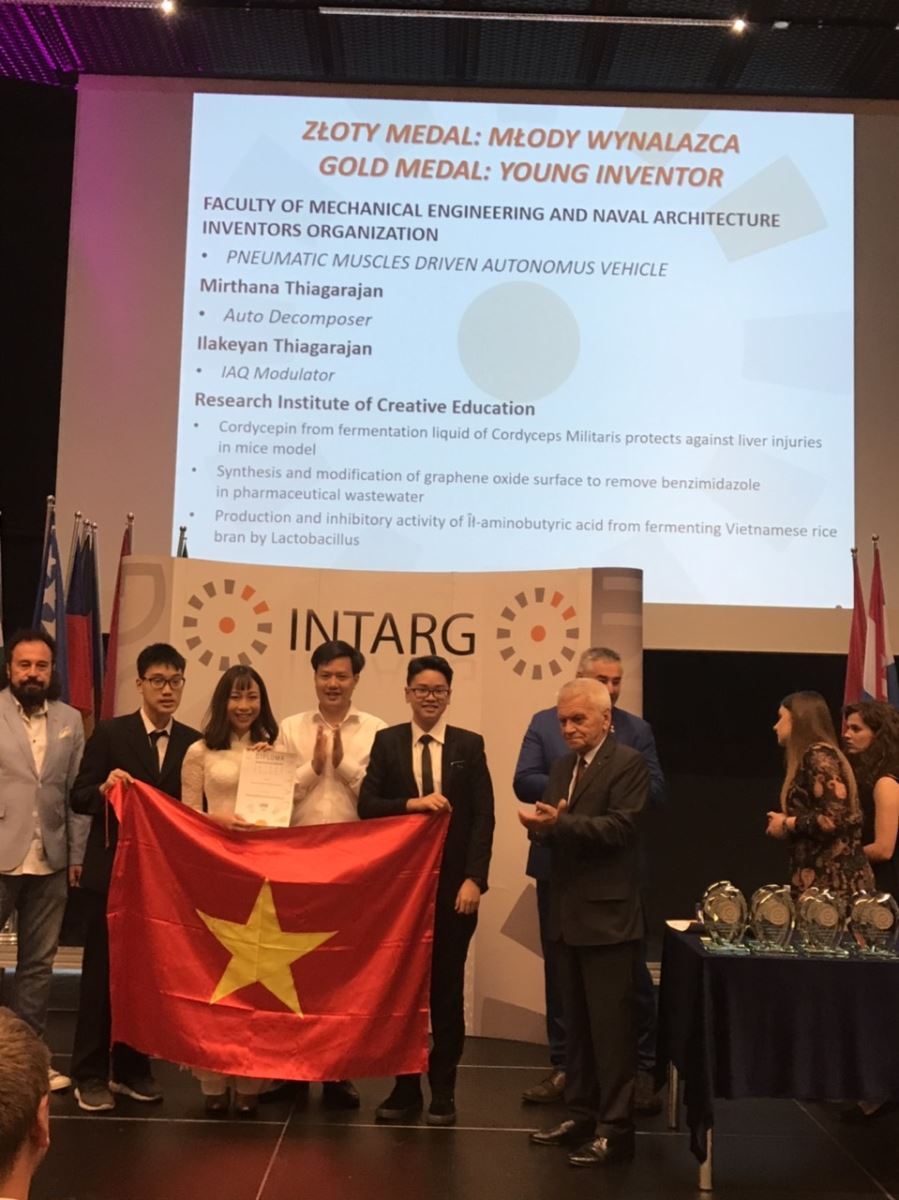 ZŁOTY MEDAL: MŁODY WYNALAZCA
GOLD MEDAL: YOUNG INVENTOR
FACULTY OF MECHANICAL ENGINEERING AND NAVAL ARCHITECTURE
INVENTORS ORGANIZATION
• PNEUMATIC MUSCLES DRIVEN AUTONOMUS VEHICLE
Mirthana Thiagarajan
• Auto Decomposer
Ilakeyan Thiagarajan
• IAQ Modulator
Research Institute of Creative Education
• Cordycepin from fermentation liquid of Cordyceps Militaris protects against liver injuries
in mice model
• Synthesis and modification of graphene oxide surface to remove benzimidazole
in pharmaceutical wastewater
• Production and inhibitory activity of Îł-aminobutyric acid from fermenting Vietnamese rice
bran by Lactobacillus
INTARG
DIPLOMA